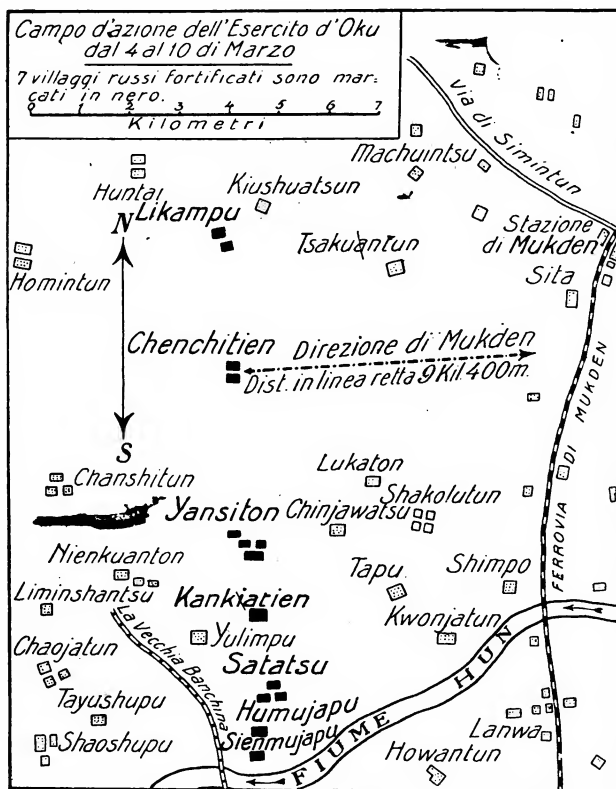 Campo d'azione dell'Esercito d'Oku
dal 4 al 10 di Marzo
7 villaggi russi fortificati sono mar=
cati in nero.
0 1 2 3 4 5 6 7
Kilometri
Via di Simintun
Machuintsu
Huntai
Kiushuatsun
N
Likampu
Stazione
di Mukden
Tsakuantun
Homintun
Sita
Chenchitien
Direzione di Mukden
Dist. in linea retta 9 Kil. 400 m.
FERROVIA DI MUKDEN
S
Chanshitun
Lukaton
Shakolutun
Yansiton
Chinjawatsu
Nienkuanton
Tapu
Shimpo
Liminshantsu
Kankiatien
La Vecchia Banchina
Yulimpu
Kwonjatun
Chaojatun
Satatsu
FIUME HUN
Tayushupu
Humujapu
Lanwa
Shaoshupu
Sienmujapu
Howantun